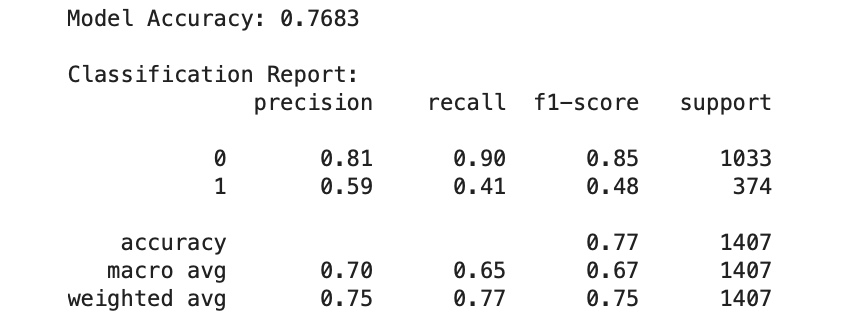 Model Accuracy: 0.7683
Classification Report:
precision recall f1-score support
0 0.81 0.90 0.85 1033
1 0.59 0.41 0.48 374
accuracy 0.77 1407
macro avg 0.70 0.65 0.67 1407
weighted avg 0.75 0.77 0.75 1407